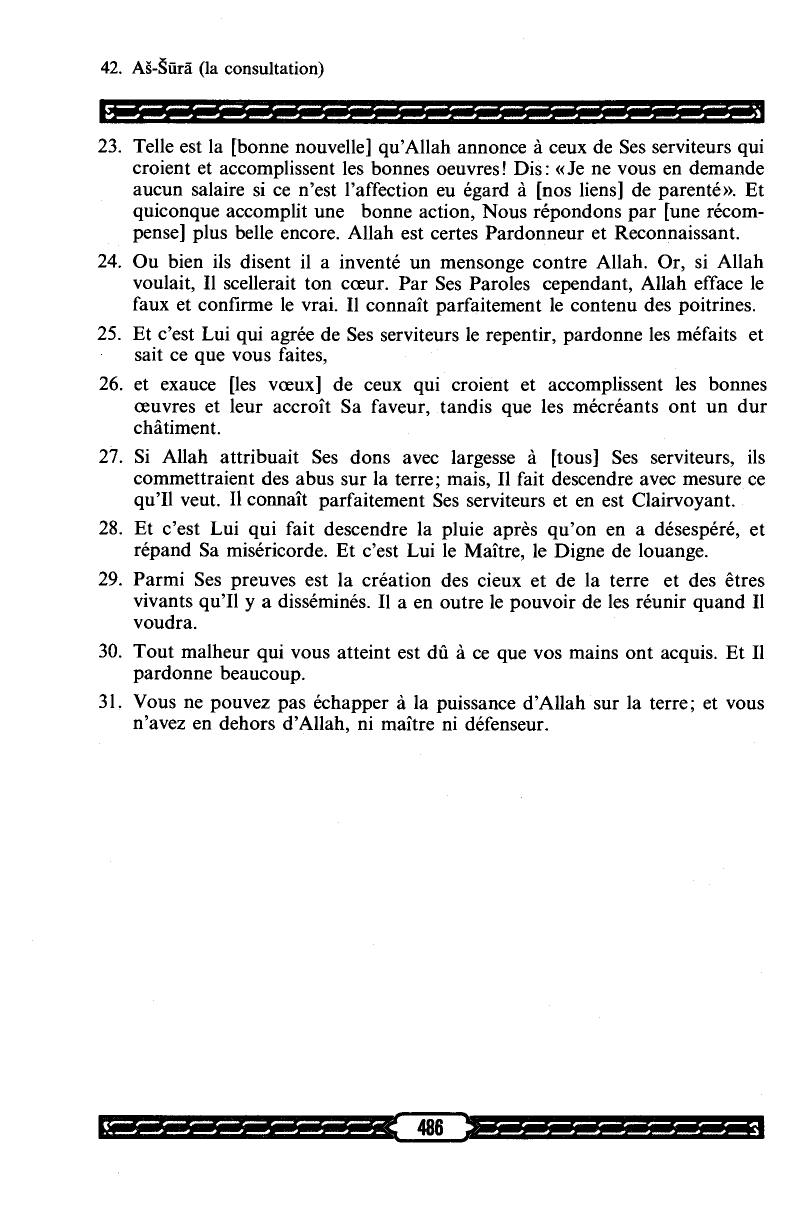 42. Aš-Šūrā (la consultation)
23. Telle est la [bonne nouvelle] qu'Allah annonce à ceux de Ses serviteurs qui
croient et accomplissent les bonnes oeuvres! Dis: «Je ne vous en demande
aucun salaire si ce n'est l'affection eu égard à [nos liens] de parenté». Et
quiconque accomplit une bonne action, Nous répondons par [une récom-
pense] plus belle encore. Allah est certes Pardonneur et Reconnaissant.
24. Ou bien ils disent il a inventé un mensonge contre Allah. Or, si Allah
voulait, Il scellerait ton cœur. Par Ses Paroles cependant, Allah efface le
faux et confirme le vrai. Il connaît parfaitement le contenu des poitrines.
25. Et c'est Lui qui agrée de Ses serviteurs le repentir, pardonne les méfaits et
sait ce que vous faites,
26. et exauce [les vœux] de ceux qui croient et accomplissent les bonnes
œuvres et leur accroît Sa faveur, tandis que les mécréants ont un dur
châtiment.
27. Si Allah attribuait Ses dons avec largesse à [tous] Ses serviteurs, ils
commettraient des abus sur la terre; mais, Il fait descendre avec mesure ce
qu'Il veut. Il connaît parfaitement Ses serviteurs et en est Clairvoyant.
28. Et c'est Lui qui fait descendre la pluie après qu'on en a désespéré, et
répand Sa miséricorde. Et c'est Lui le Maître, le Digne de louange.
29. Parmi Ses preuves est la création des cieux et de la terre et des êtres
vivants qu'Il y a disséminés. Il a en outre le pouvoir de les réunir quand Il
voudra.
30. Tout malheur qui vous atteint est dû à ce que vos mains ont acquis. Et Il
pardonne beaucoup.
31. Vous ne pouvez pas échapper à la puissance d'Allah sur la terre; et vous
n'avez en dehors d'Allah, ni maître ni défenseur.
486